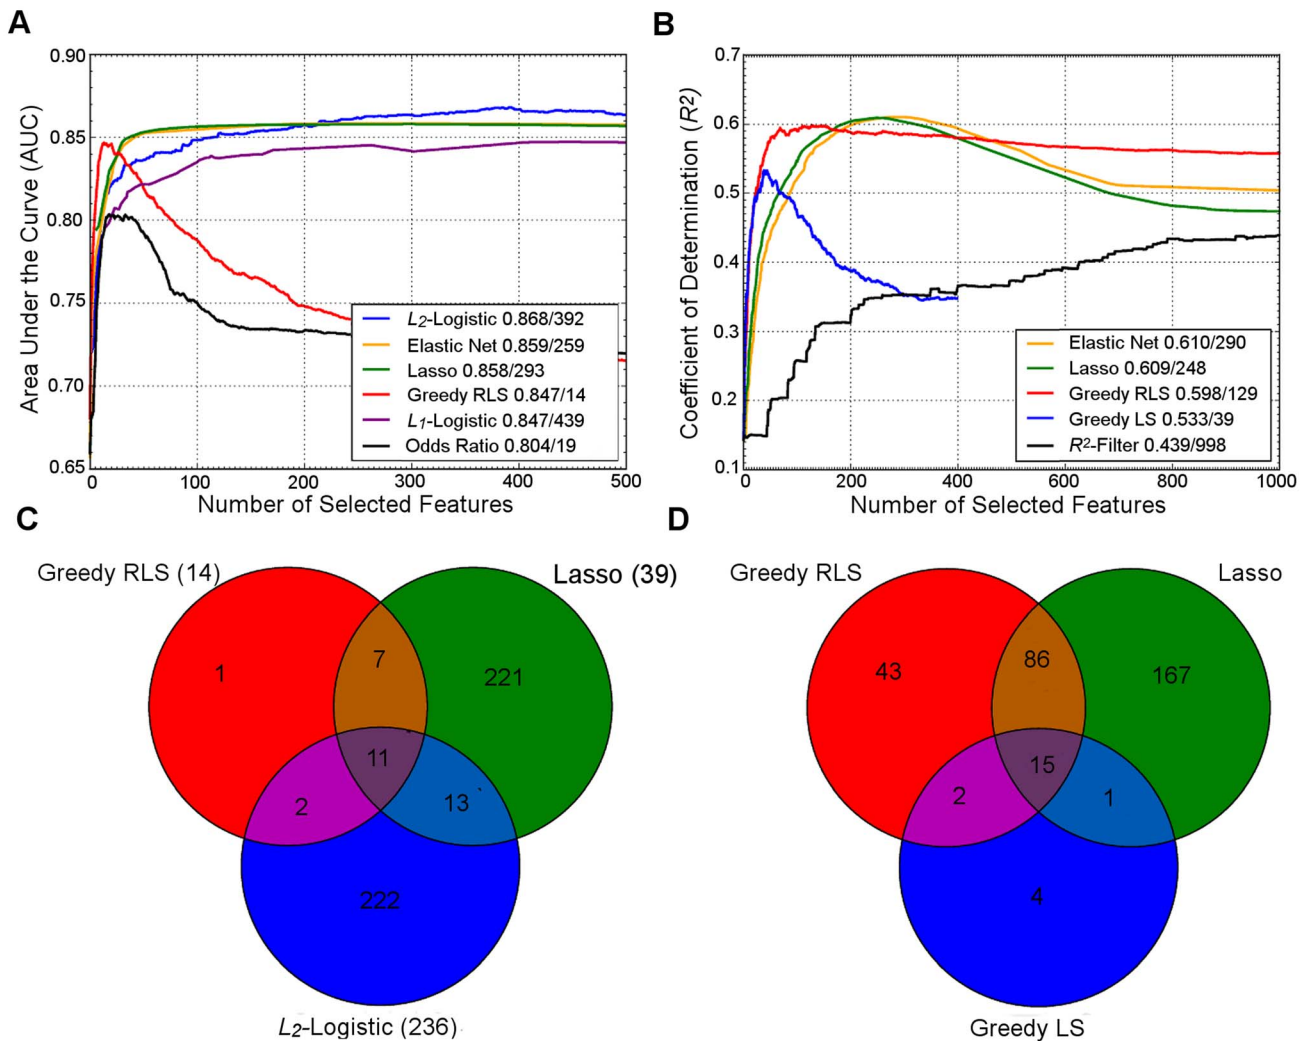 A
0.90
0.85
0.80
0.75
0.70
0.65
Area Under the Curve (AUC)
L2-Logistic 0.868/392
Elastic Net 0.859/259
Lasso 0.858/293
Greedy RLS 0.847/14
L1-Logistic 0.847/439
Odds Ratio 0.804/19
0 100 200 300 400 500
Number of Selected Features
B
0.7
0.6
0.5
0.4
0.3
0.2
0.1
Coefficient of Determination (R2)
Elastic Net 0.610/290
Lasso 0.609/248
Greedy RLS 0.598/129
Greedy LS 0.533/39
R2-Filter 0.439/998
0 200 400 600 800 1000
Number of Selected Features
C
Greedy RLS (14)
Lasso (39)
1
7
221
11
2
13
222
L2-Logistic (236)
D
Greedy RLS
Lasso
43
86
167
15
2
1
4
Greedy LS